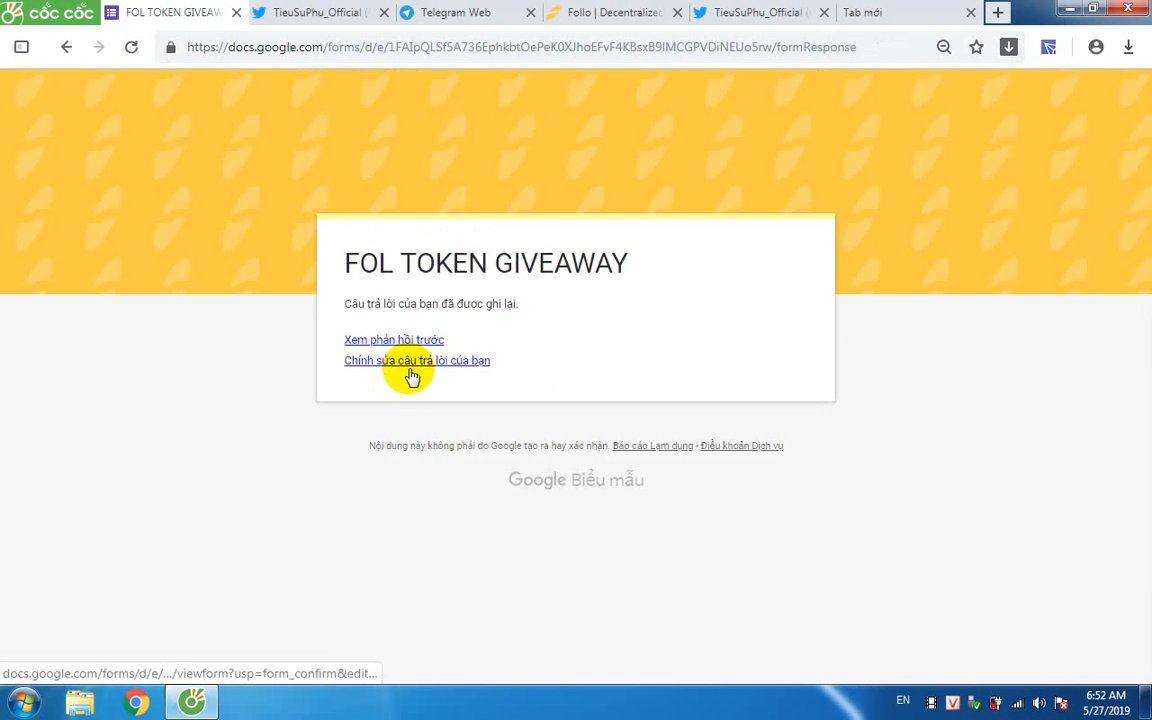 cốc cốc
FOL TOKEN GIVEAW
TieuSuPhu_Official (
Telegram Web
Follo | Decentralized
TieuSuPhu_Official (
Tab mới
https://docs.google.com/forms/d/e/1FAIpQLSf5A736EphkbtOePeK0XJhoEFvF4KBsxB9IMCGPVDiNEUo5rw/formResponse
FOL TOKEN GIVEAWAY
Câu trả lời của bạn đã được ghi lại.
Xem phản hồi trước
Chỉnh sửa câu trả lời của bạn
Nội dung này không phải do Google tạo ra hay xác nhận. Báo cáo Lạm dụng - Điều khoản Dịch vụ
Google Biểu mẫu
docs.google.com/forms/d/e/.../viewform?usp=form_confirm&edit...
EN
6:52 AM
5/27/2019